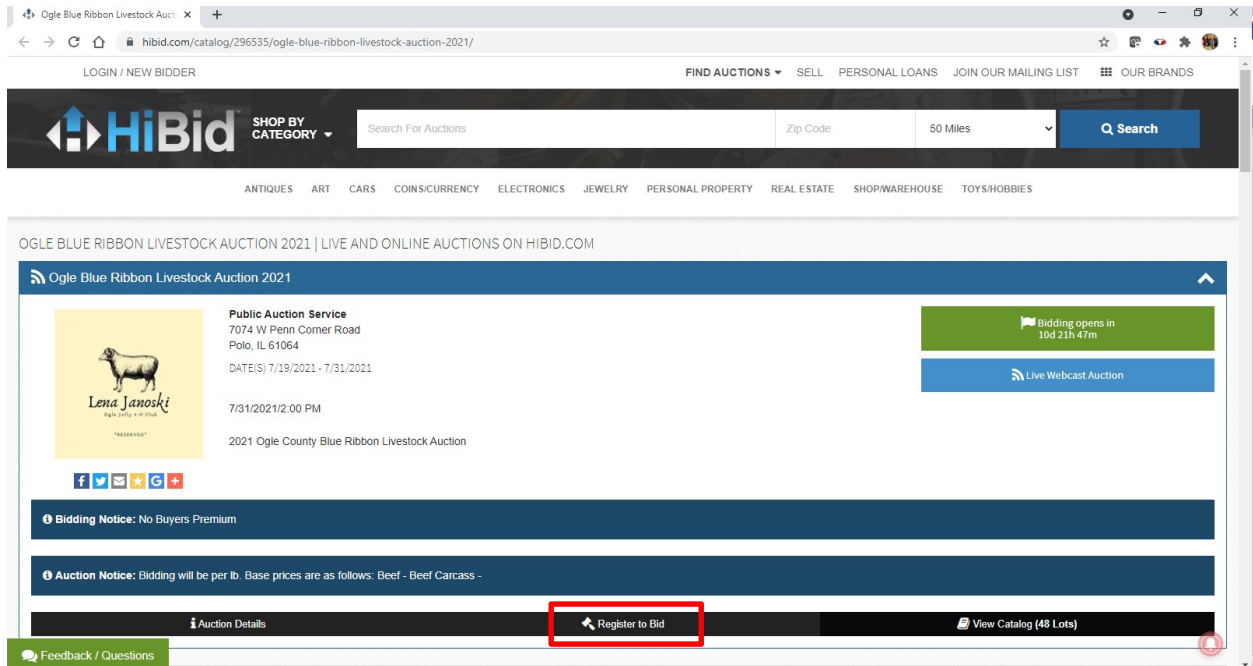 Ogle Blue Ribbon Livestock Aucti
hibid.com/catalog/296535/ogle-blue-ribbon-livestock-auction-2021/
LOGIN / NEW BIDDER
FIND AUCTIONS SELL PERSONAL LOANS JOIN OUR MAILING LIST OUR BRANDS
HiBid
SHOP BY
CATEGORY
Search For Auctions
Zip Code
50 Miles
Search
ANTIQUES ART CARS COINS/CURRENCY ELECTRONICS JEWELRY PERSONAL PROPERTY REAL ESTATE SHOP/WAREHOUSE TOYS/HOBBIES
OGLE BLUE RIBBON LIVESTOCK AUCTION 2021 | LIVE AND ONLINE AUCTIONS ON HIBID.COM
Ogle Blue Ribbon Livestock Auction 2021
Lena Janoski
Ogle Jolly 4-H Club
*RESERVED*
Public Auction Service
7074 W Penn Corner Road
Polo, IL 61064
DATE(S) 7/19/2021 - 7/31/2021
7/31/2021/2:00 PM
2021 Ogle County Blue Ribbon Livestock Auction
Bidding opens in
10d 21h 47m
Live Webcast Auction
Bidding Notice: No Buyers Premium
Auction Notice: Bidding will be per lb. Base prices are as follows: Beef - Beef Carcass -
Auction Details
Register to Bid
View Catalog (48 Lots)
Feedback / Questions